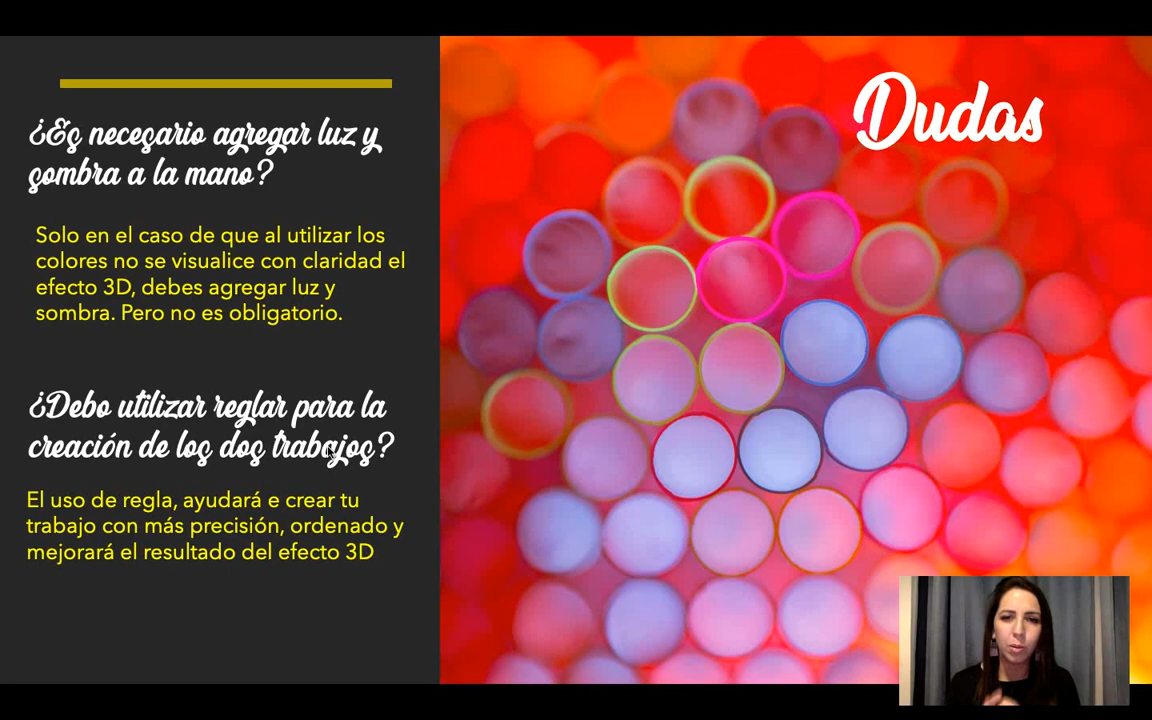 ¿Es necesario agregar luz y
sombra a la mano?
Solo en el caso de que al utilizar los
colores no se visualice con claridad el
efecto 3D, debes agregar luz y
sombra. Pero no es obligatorio.
¿Debo utilizar reglar para la
creación de los dos trabajos?
El uso de regla, ayudará e crear tu
trabajo con más precisión, ordenado y
mejorará el resultado del efecto 3D
Dudas